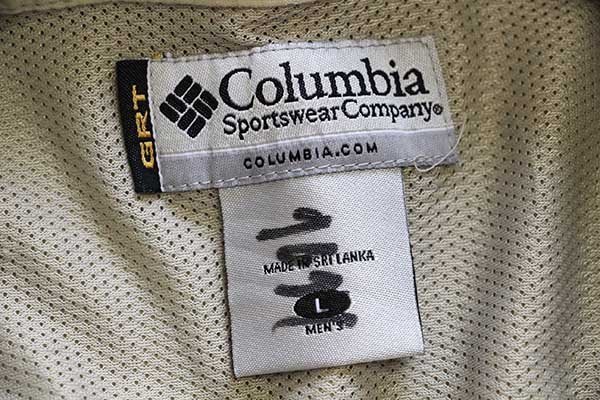 GRT
Columbia
Sportswear Company®
COLUMBIA.COM
MADE IN SRI LANKA
L
MEN'S